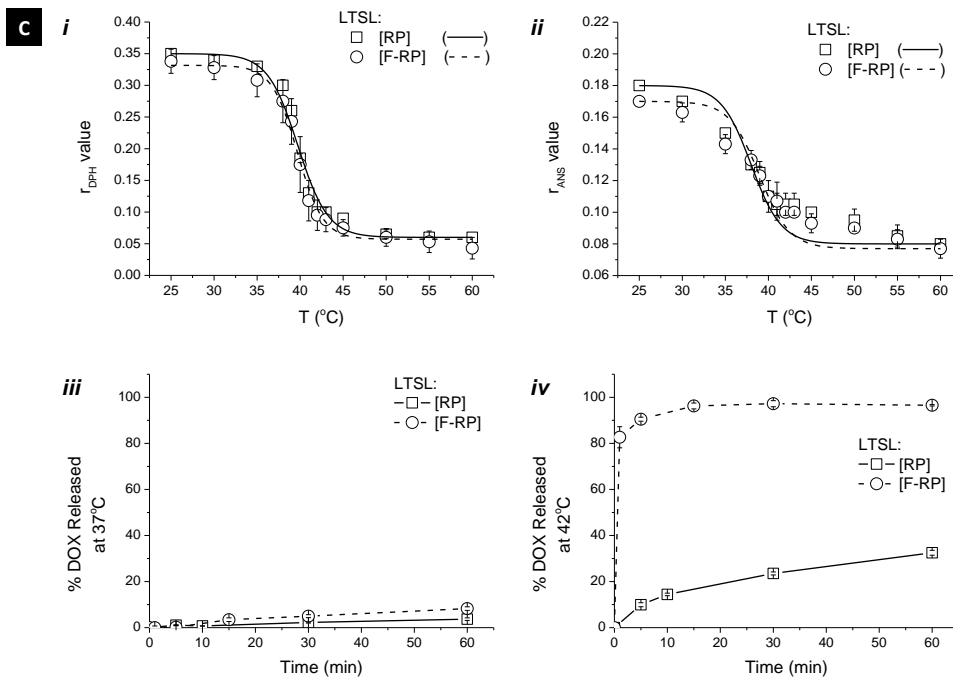 C
i
LTSL:
[RP] (——)
[F-RP] (- - -)
r_DPH value
0.40
0.35
0.30
0.25
0.20
0.15
0.10
0.05
0.00
25 30 35 40 45 50 55 60
T (°C)
ii
LTSL:
[RP] (——)
[F-RP] (- - -)
r_ANS value
0.20
0.18
0.16
0.14
0.12
0.10
0.08
0.06
25 30 35 40 45 50 55 60
T (°C)
iii
LTSL:
[RP]
[F-RP]
% DOX Released
at 37°C
100
80
60
40
20
0
0 10 20 30 40 50 60
Time (min)
iv
LTSL:
[RP]
[F-RP]
% DOX Released
at 42°C
100
80
60
40
20
0
0 10 20 30 40 50 60
Time (min)